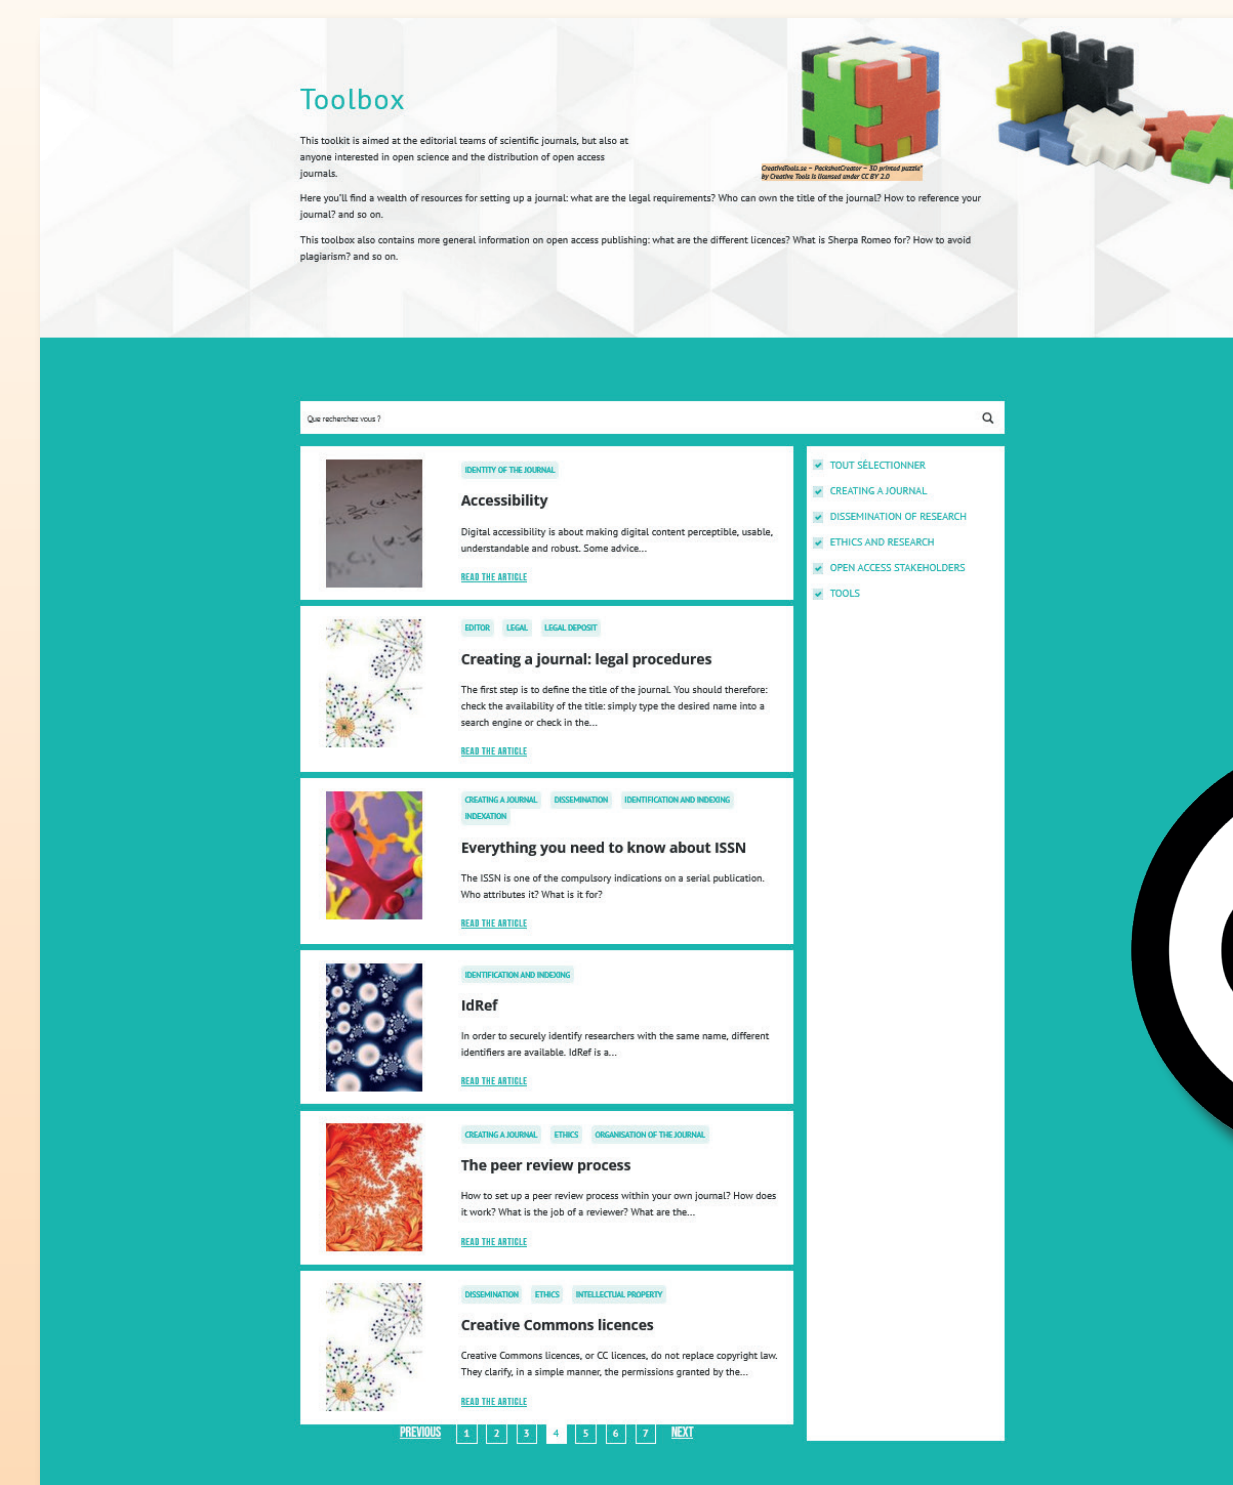 Toolbox
This toolkit is aimed at the editorial teams of scientific journals, but also at
anyone interested in open science and the distribution of open access
journals.
CreativeTools.se – PackshotCreator – 3D printed puzzle"
by Creative Tools is licensed under CC BY 2.0
Here you'll find a wealth of resources for setting up a journal: what are the legal requirements? Who can own the title of the journal? How to reference your
journal? and so on.
This toolbox also contains more general information on open access publishing: what are the different licences? What is Sherpa Romeo for? How to avoid
plagiarism? and so on.
Que recherchez vous ?
IDENTITY OF THE JOURNAL
Accessibility
Digital accessibility is about making digital content perceptible, usable,
understandable and robust. Some advice...
READ THE ARTICLE
EDITOR LEGAL LEGAL DEPOSIT
Creating a journal: legal procedures
The first step is to define the title of the journal. You should therefore:
check the availability of the title: simply type the desired name into a
search engine or check in the...
READ THE ARTICLE
CREATING A JOURNAL DISSEMINATION IDENTIFICATION AND INDEXING
INDEXATION
Everything you need to know about ISSN
The ISSN is one of the compulsory indications on a serial publication.
Who attributes it? What is it for?
READ THE ARTICLE
IDENTIFICATION AND INDEXING
IdRef
In order to securely identify researchers with the same name, different
identifiers are available. IdRef is a...
READ THE ARTICLE
CREATING A JOURNAL ETHICS ORGANISATION OF THE JOURNAL
The peer review process
How to set up a peer review process within your own journal? How does
it work? What is the job of a reviewer? What are the...
READ THE ARTICLE
DISSEMINATION ETHICS INTELLECTUAL PROPERTY
Creative Commons licences
Creative Commons licences, or CC licences, do not replace copyright law.
They clarify, in a simple manner, the permissions granted by the...
READ THE ARTICLE
PREVIOUS 1 2 3 4 5 6 7 NEXT
TOUT SÉLECTIONNER
CREATING A JOURNAL
DISSEMINATION OF RESEARCH
ETHICS AND RESEARCH
OPEN ACCESS STAKEHOLDERS
TOOLS